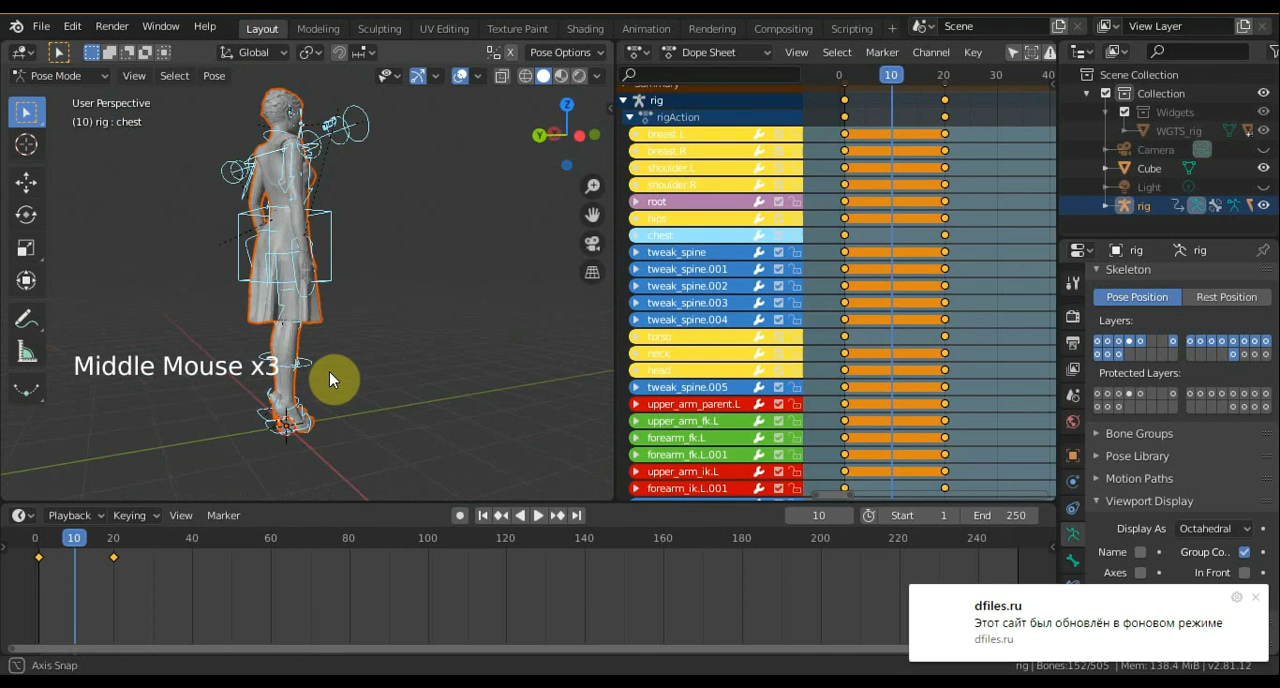 File Edit Render Window Help
Layout Modeling Sculpting UV Editing Texture Paint Shading Animation Rendering Compositing Scripting +
Scene View Layer
Global Pose Options
Dope Sheet View Select Marker Channel Key
Pose Mode View Select Pose
0 10 20 30 40
User Perspective
(10) rig : chest
Z
Y
Middle Mouse x3
Summary
rig
rigAction
breast.L
breast.R
shoulder.L
shoulder.R
root
hips
chest
tweak_spine
tweak_spine.001
tweak_spine.002
tweak_spine.003
tweak_spine.004
torso
neck
head
tweak_spine.005
upper_arm_parent.L
upper_arm_fk.L
forearm_fk.L
forearm_fk.L.001
upper_arm_ik.L
forearm_ik.L.001
Scene Collection
Collection
Widgets
WGTS_rig
Camera
Cube
Light
rig
rig rig
Skeleton
Pose Position Rest Position
Layers:
Protected Layers:
Bone Groups
Pose Library
Motion Paths
Viewport Display
Display As Octahedral
Name Group Co..
Axes In Front
Playback Keying View Marker
10 Start 1 End 250
0 10 20 40 60 80 100 120 140 160 180 200 220 240
dfiles.ru
Этот сайт был обновлён в фоновом режиме
dfiles.ru
Axis Snap
rig | Bones:152/505 | Mem: 138.4 MiB | v2.81.12